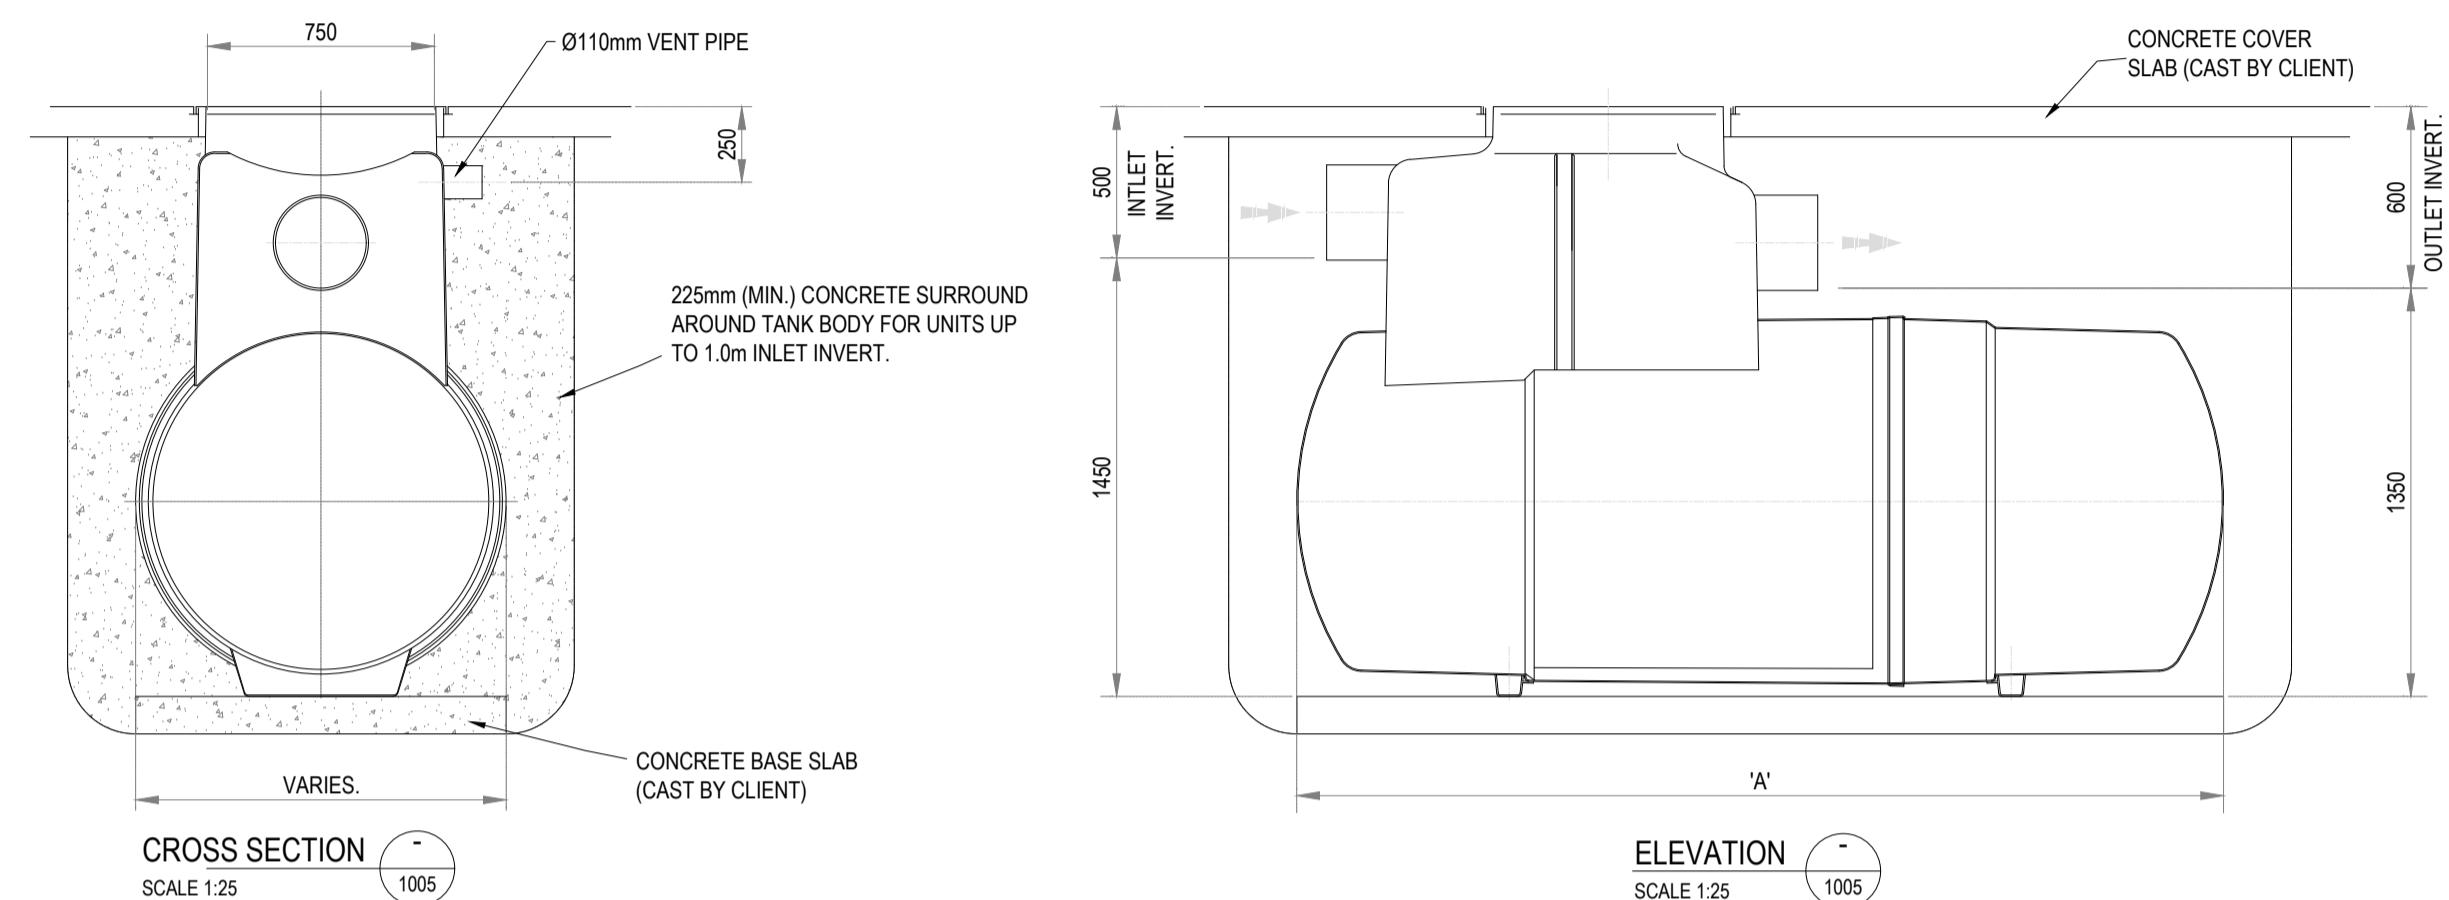 750
Ø110mm VENT PIPE
250
225mm (MIN.) CONCRETE SURROUND
AROUND TANK BODY FOR UNITS UP
TO 1.0m INLET INVERT.
CONCRETE BASE SLAB
(CAST BY CLIENT)
VARIES.
CROSS SECTION
SCALE 1:25
-
1005
CONCRETE COVER
SLAB (CAST BY CLIENT)
500
INTLET
INVERT.
1450
600
OUTLET INVERT.
1350
'A'
ELEVATION
SCALE 1:25
-
1005